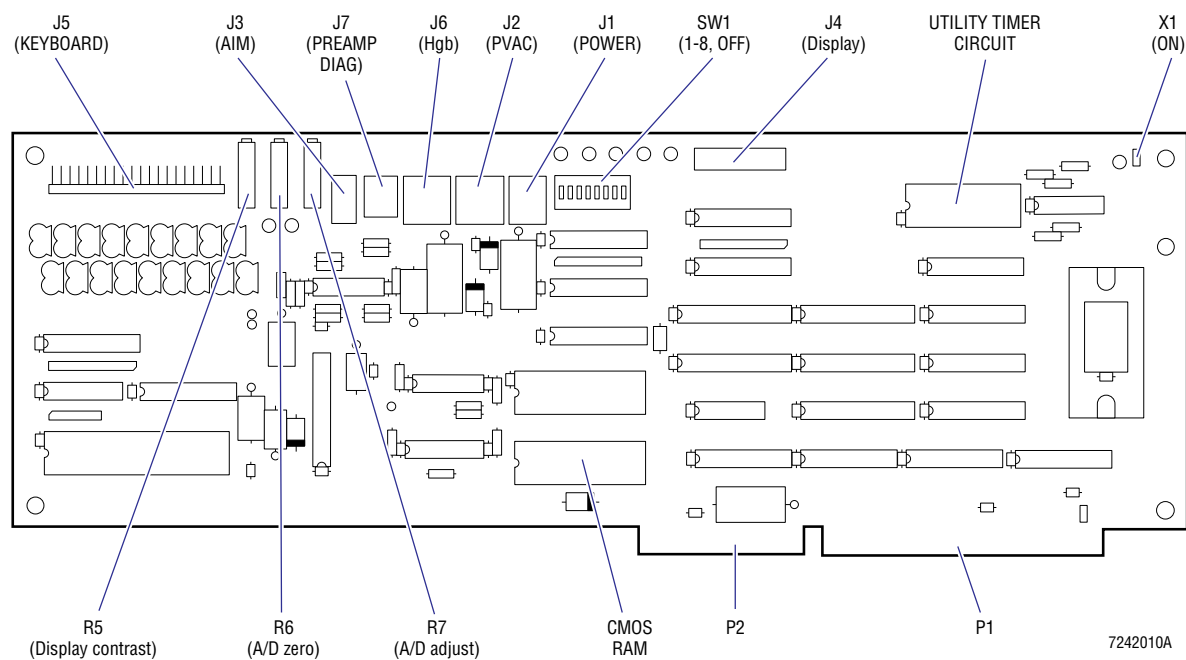 J5
(KEYBOARD)
J3
(AIM)
J7
(PREAMP
DIAG)
J6
(Hgb)
J2
(PVAC)
J1
(POWER)
SW1
(1-8, OFF)
J4
(Display)
UTILITY TIMER
CIRCUIT
X1
(ON)
R5
(Display contrast)
R6
(A/D zero)
R7
(A/D adjust)
CMOS
RAM
P2
P1
7242010A